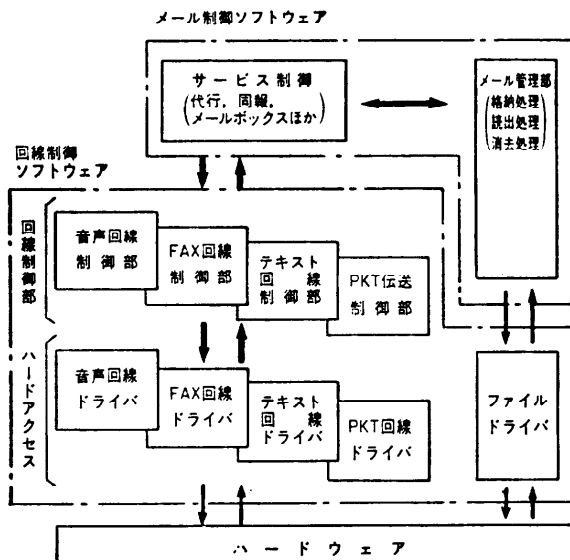 メール制御ソフトウェア
サービス制御
(代行，同報，
メールボックスほか)
メール管理部
(格納処理
読出処理
消去処理)
回線制御
ソフトウェア
回線制御部
音声回線
制御部
FAX回線
制御部
テキスト
回線
制御部
PKT伝送
制御部
ハードアクセス
音声回線
ドライバ
FAX回線
ドライバ
テキスト
回線
ドライバ
PKT回線
ドライバ
ファイル
ドライバ
ハードウェア